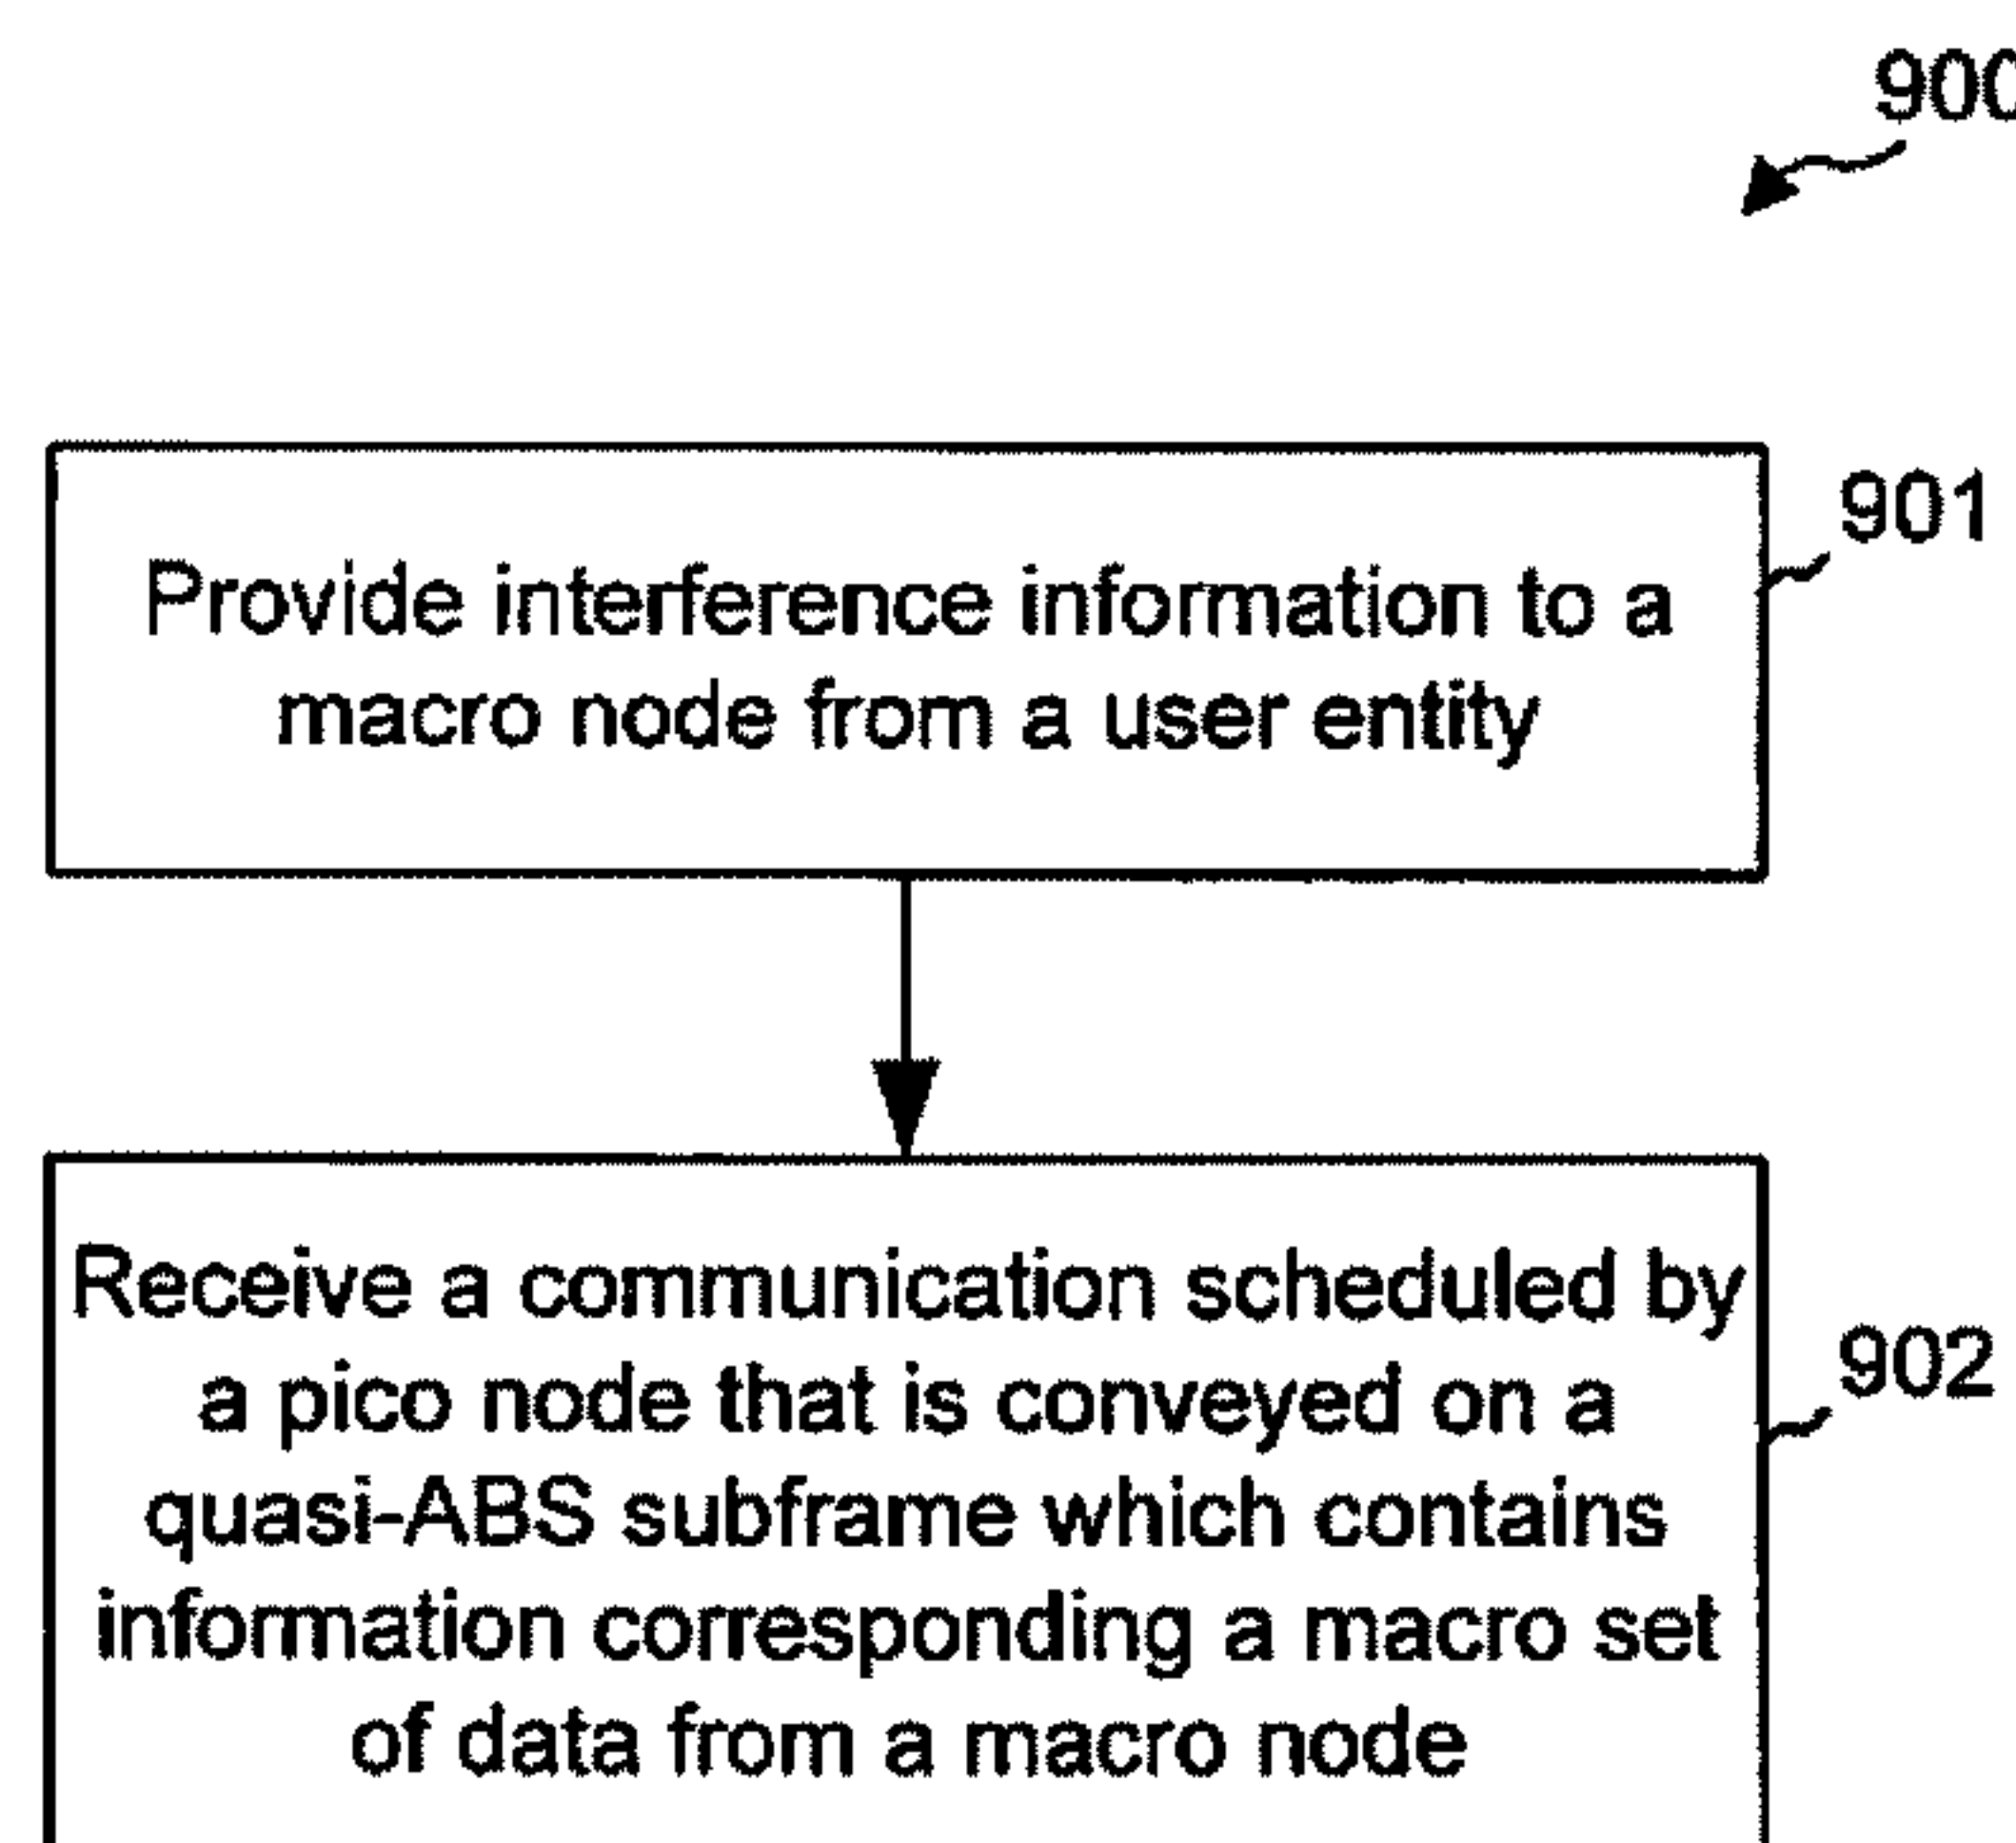 900
901
Provide interference information to a
macro node from a user entity
Receive a communication scheduled by
a pico node that is conveyed on a
902
quasi-ABS subframe which contains
information corresponding a macro set
of data from a macro node